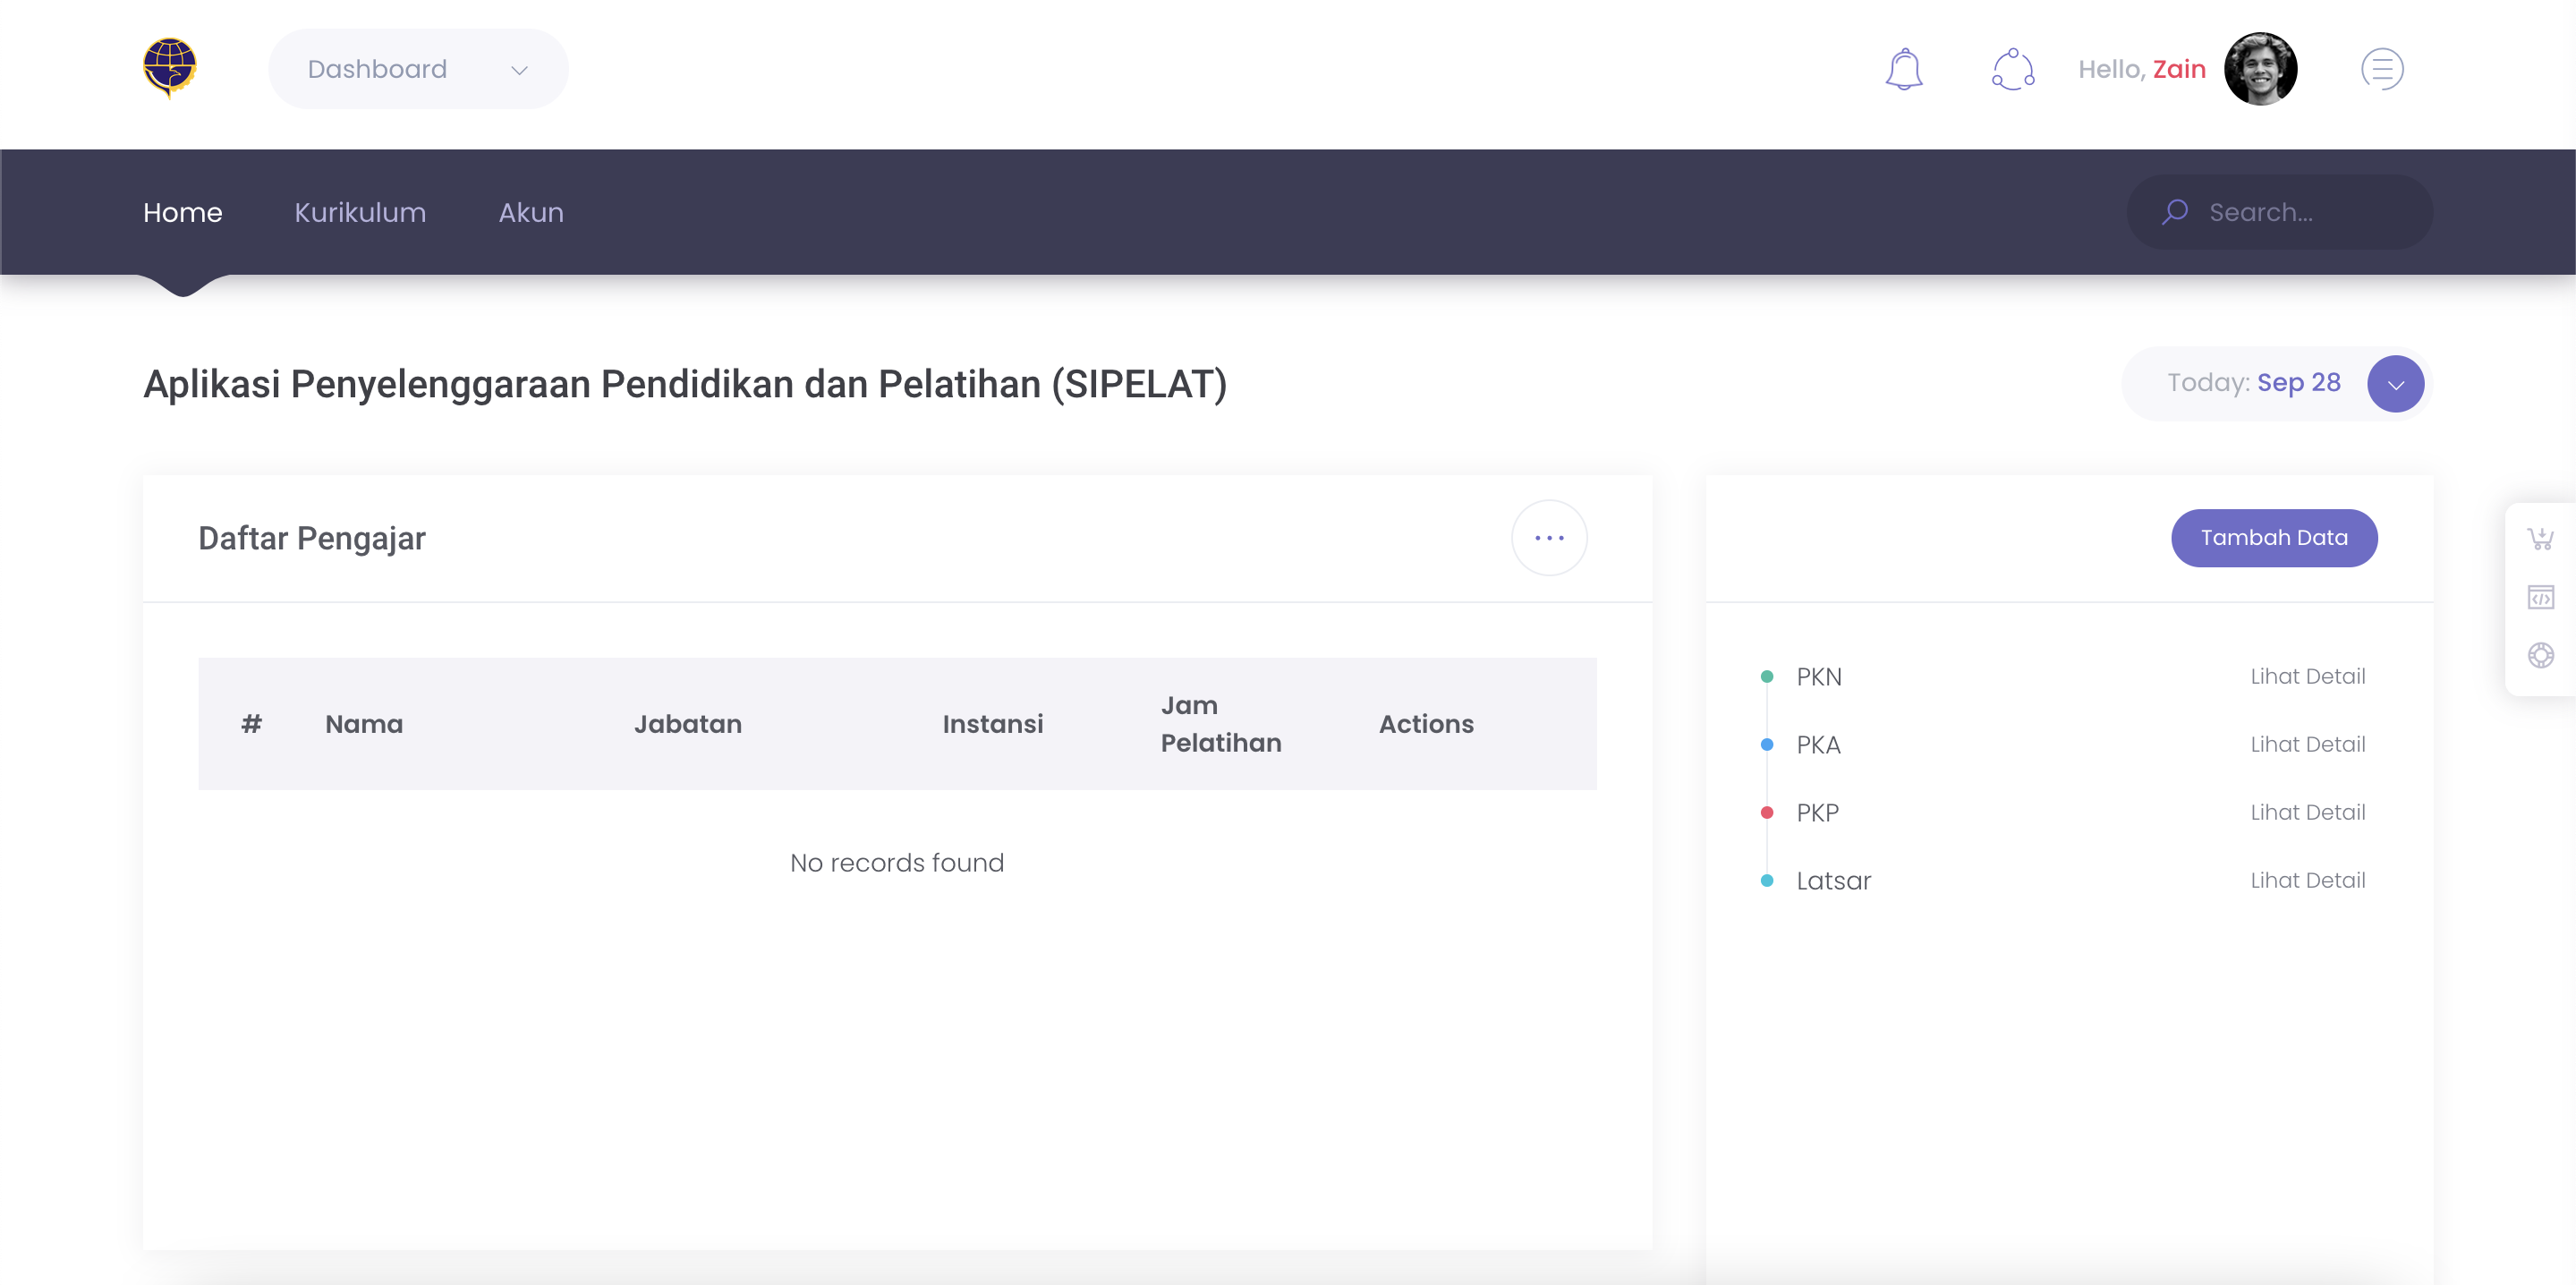 Dashboard
Hello, Zain
Home
Kurikulum
Akun
Search...
Aplikasi Penyelenggaraan Pendidikan dan Pelatihan (SIPELAT)
Today: Sep 28
Daftar Pengajar
Tambah Data
# Nama Jabatan Instansi Jam Pelatihan Actions
No records found
PKN Lihat Detail
PKA Lihat Detail
PKP Lihat Detail
Latsar Lihat Detail